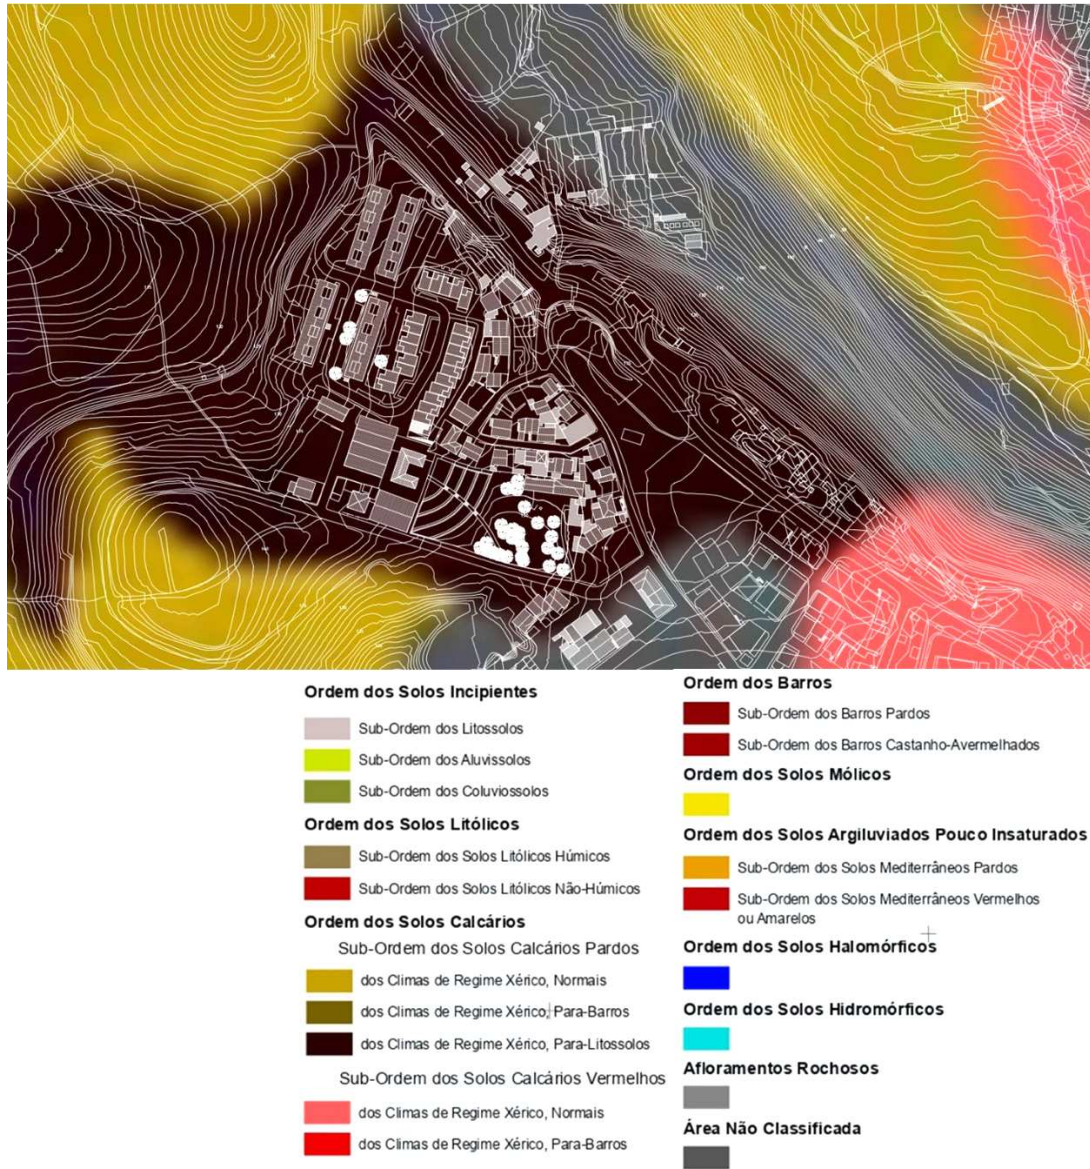 Ordem dos Solos Incipientes
Sub-Ordem dos Litossolos
Sub-Ordem dos Aluvissolos
Sub-Ordem dos Coluviossolos
Ordem dos Solos Litólicos
Sub-Ordem dos Solos Litólicos Húmicos
Sub-Ordem dos Solos Litólicos Não-Húmicos
Ordem dos Solos Calcários
Sub-Ordem dos Solos Calcários Pardos
dos Climas de Regime Xérico, Normais
dos Climas de Regime Xérico, Para-Barros
dos Climas de Regime Xérico, Para-Litossolos
Sub-Ordem dos Solos Calcários Vermelhos
dos Climas de Regime Xérico, Normais
dos Climas de Regime Xérico, Para-Barros
Ordem dos Barros
Sub-Ordem dos Barros Pardos
Sub-Ordem dos Barros Castanho-Avermelhados
Ordem dos Solos Mólicos
Ordem dos Solos Argiluviados Pouco Insaturados
Sub-Ordem dos Solos Mediterrâneos Pardos
Sub-Ordem dos Solos Mediterrâneos Vermelhos
ou Amarelos
Ordem dos Solos Halomórficos
Ordem dos Solos Hidromórficos
Afloramentos Rochosos
Área Não Classificada